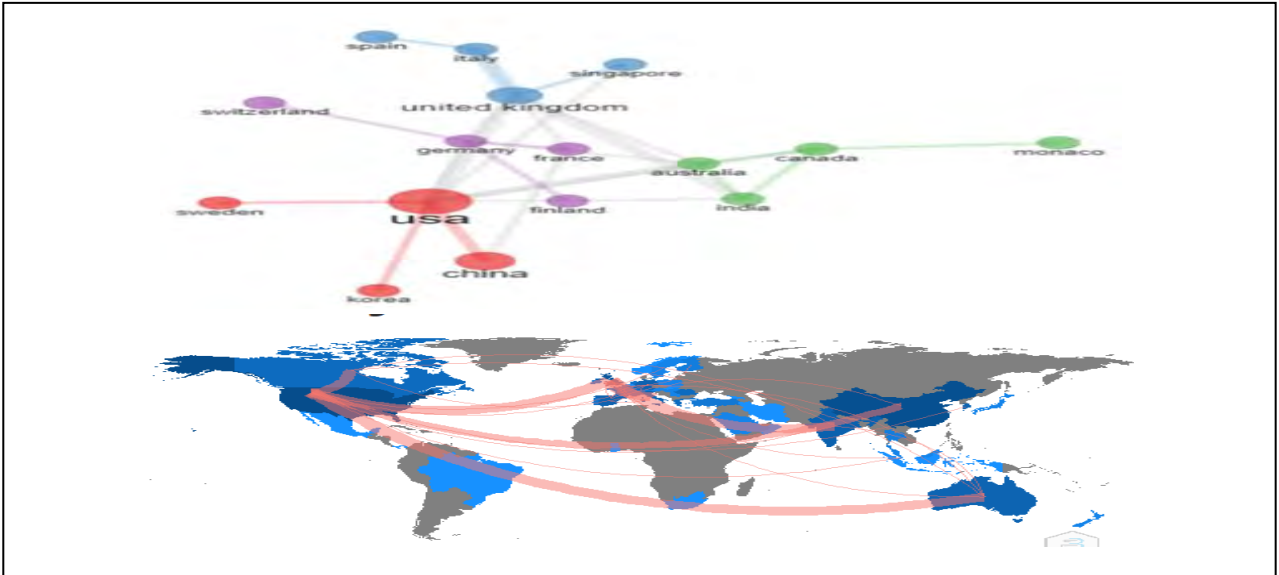 spain
italy
singapore
united kingdom
switzerland
germany
france
canada
monaco
australia
sweden
usa
finland
india
china
korea